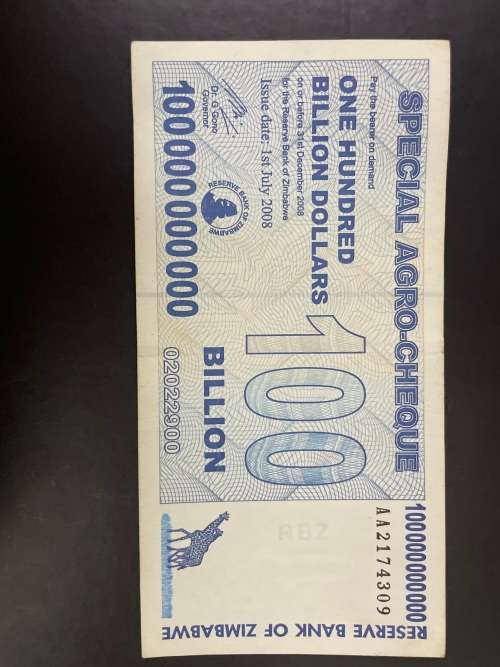 SPECIAL AGRO-CHEQUE
100000000000
AA2174309
Pay the bearer on demand
ONE HUNDRED
BILLION DOLLARS
on or before 31st December 2008
for the Reserve Bank of Zimbabwe
Issue date: 1st July 2008
100
BILLION
Dr. G Gono
Governor
RESERVE BANK OF ZIMBABWE
02022900
100000000000
RBZ
RESERVE BANK OF ZIMBABWE